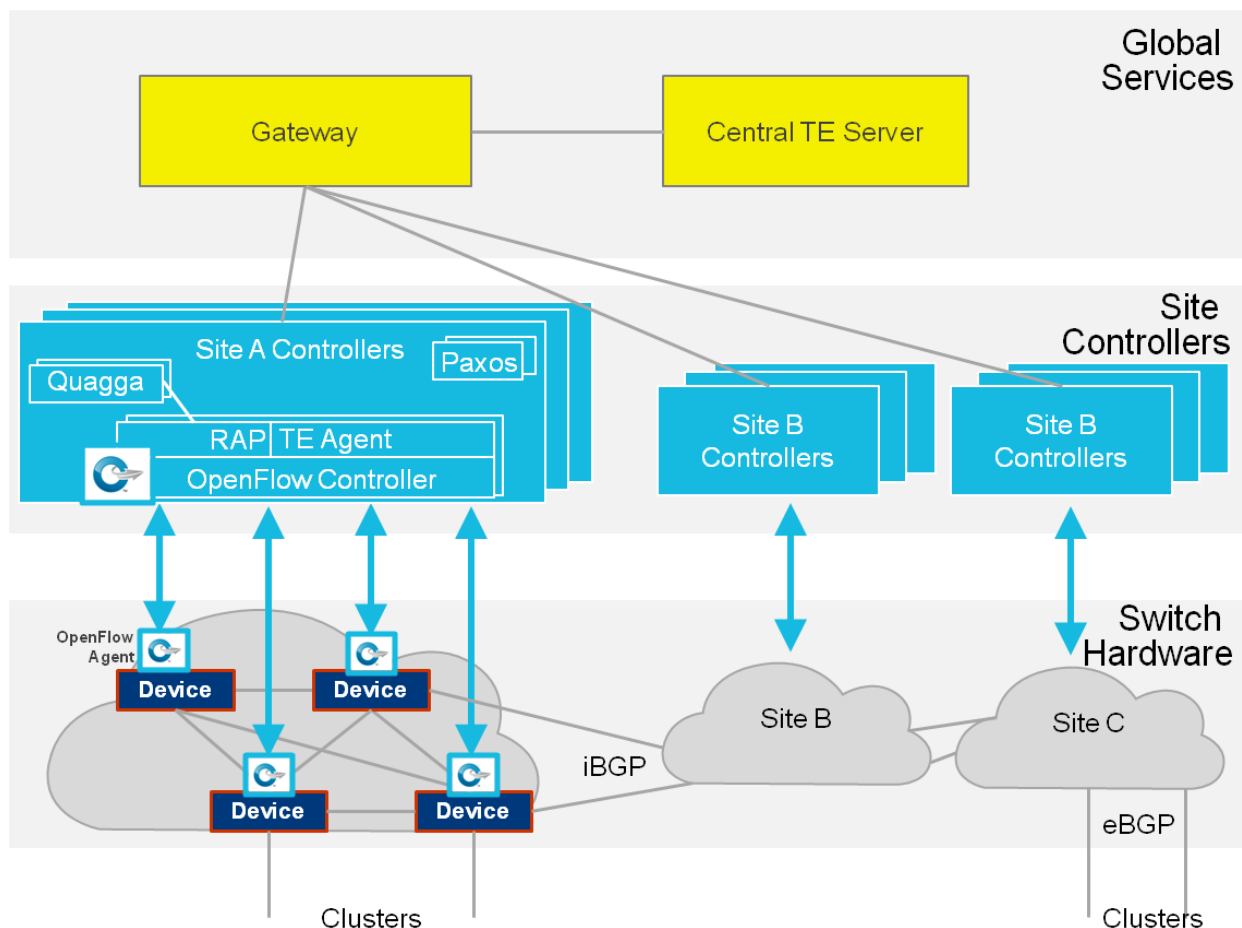 Global
Services
Gateway
Central TE Server
Site
Controllers
Site A Controllers
Paxos
Quagga
RAP
TE Agent
OpenFlow Controller
Site B
Controllers
Site B
Controllers
Switch
Hardware
OpenFlow
Agent
Device
Device
Site B
Site C
iBGP
Device
Device
eBGP
Clusters
Clusters